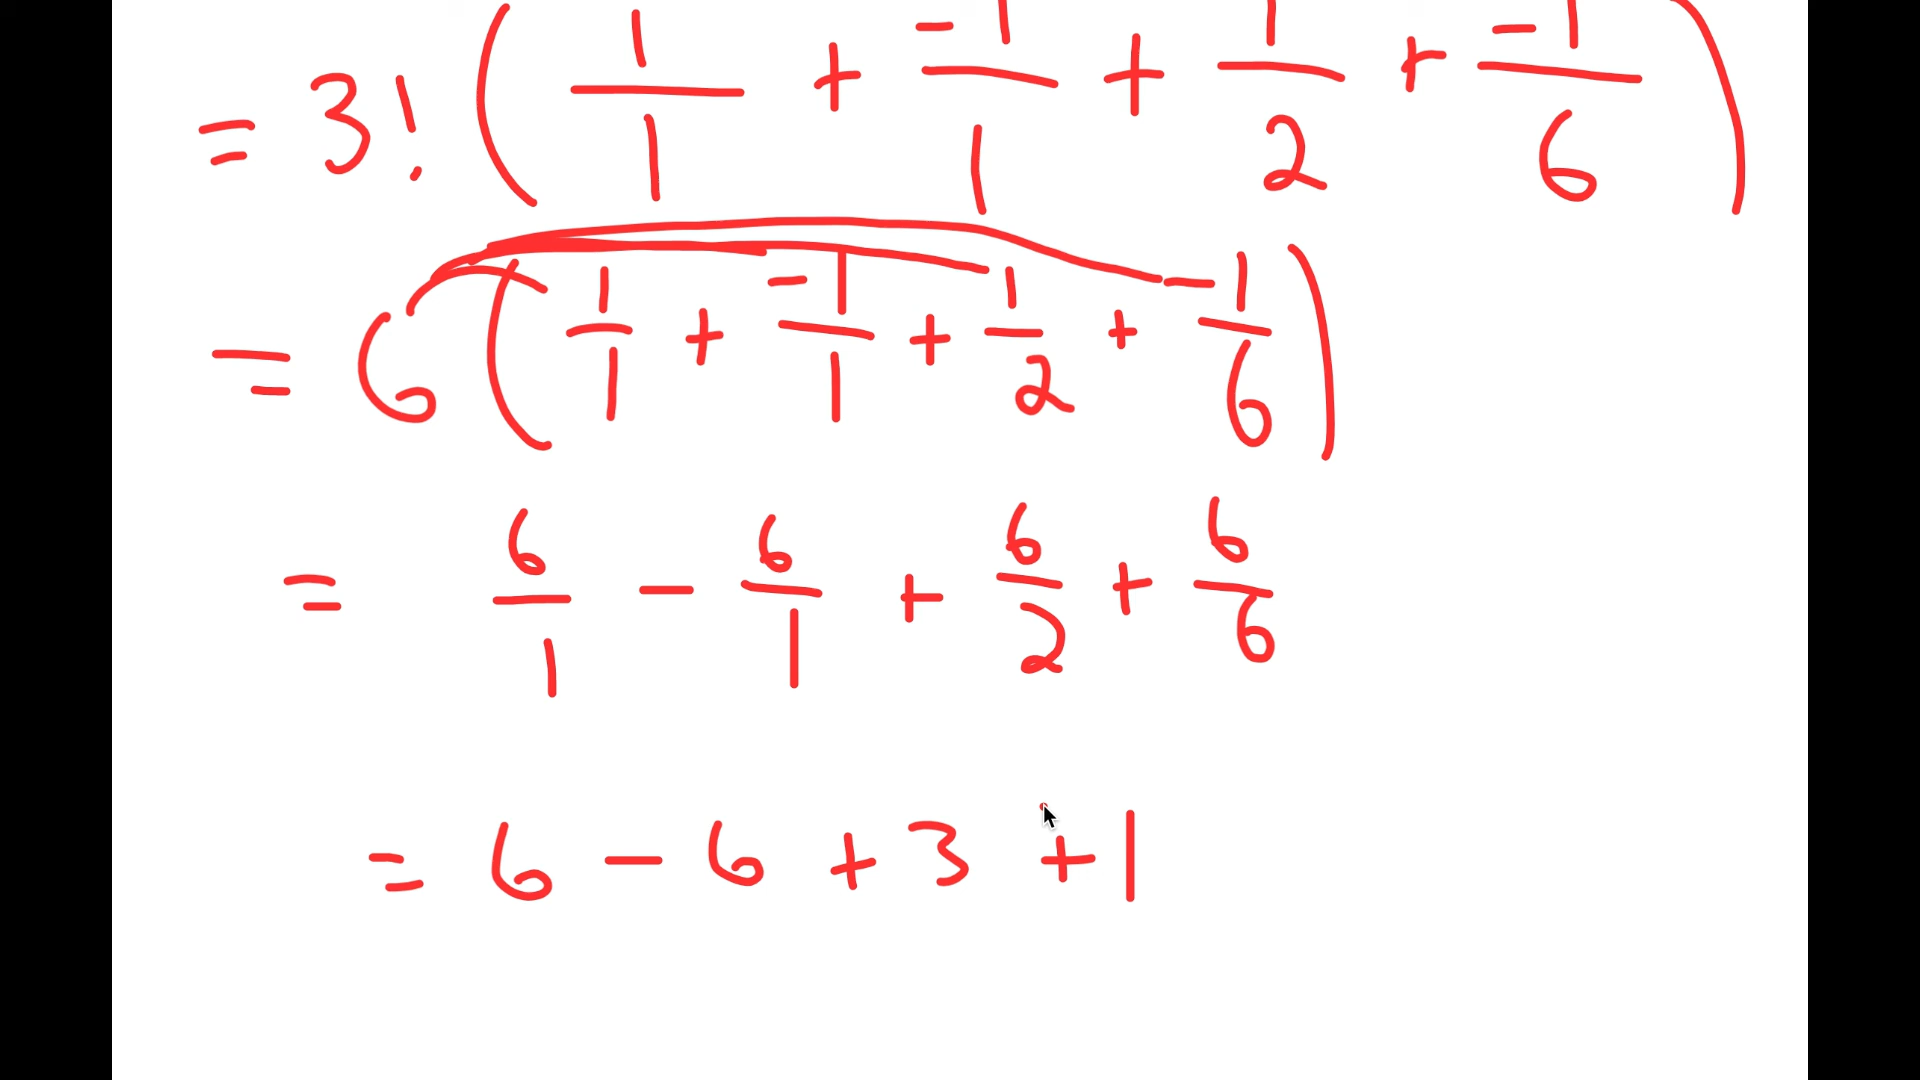 = 3! ( 1/1 + -1/1 + 1/2 + -1/6 )
= 6 ( 1/1 + -1/1 + 1/2 + -1/6 )
= 6/1 - 6/1 + 6/2 + 6/6
= 6 - 6 + 3 + 1